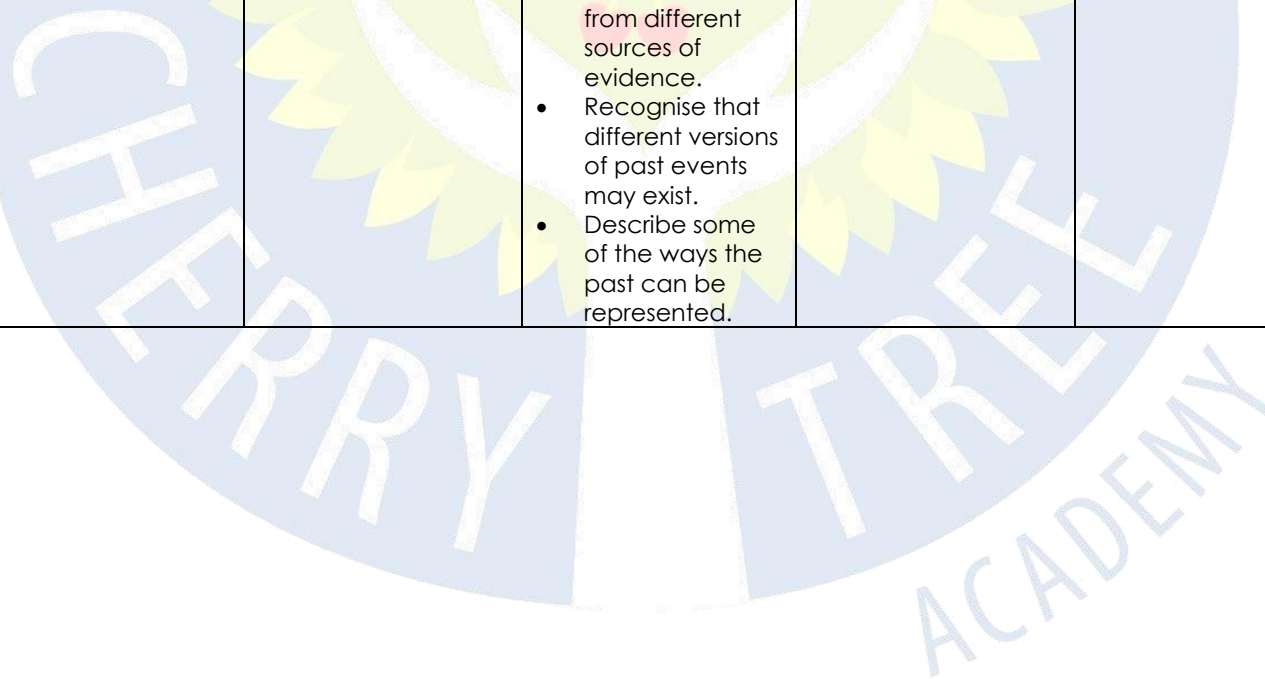 from different
sources of
evidence.
• Recognise that
different versions
of past events
may exist.
• Describe some
of the ways the
past can be
represented.
CHERRY TREE
ACADEMY